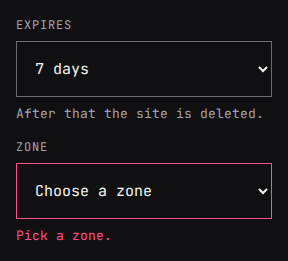 EXPIRES
7 days
After that the site is deleted.
ZONE
Choose a zone
Pick a zone.